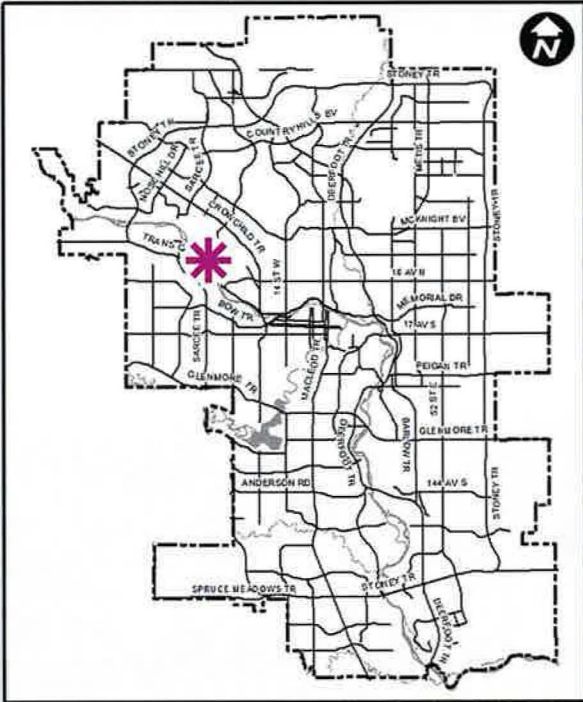 N
STONEY TR
COUNTRY HILLS BV
STONEY TR
NOSE HILL DR
SARCEE TR
DEERFOOT TR
METIS TR
CROWCHILD TR
MCKNIGHT BV
STONEY TR
TRANS
14 ST W
16 AV N
BOW TR
MEMORIAL DR
17 AV S
SARCEE TR
MACLEOD TR
PEIGAN TR
GLENMORE TR
52 ST E
GLENMORE TR
DEERFOOT TR
BARLOW TR
ANDERSON RD
144 AV S
STONEY TR
STONEY TR
SPRUCE MEADOWS TR
DEERFOOT TR